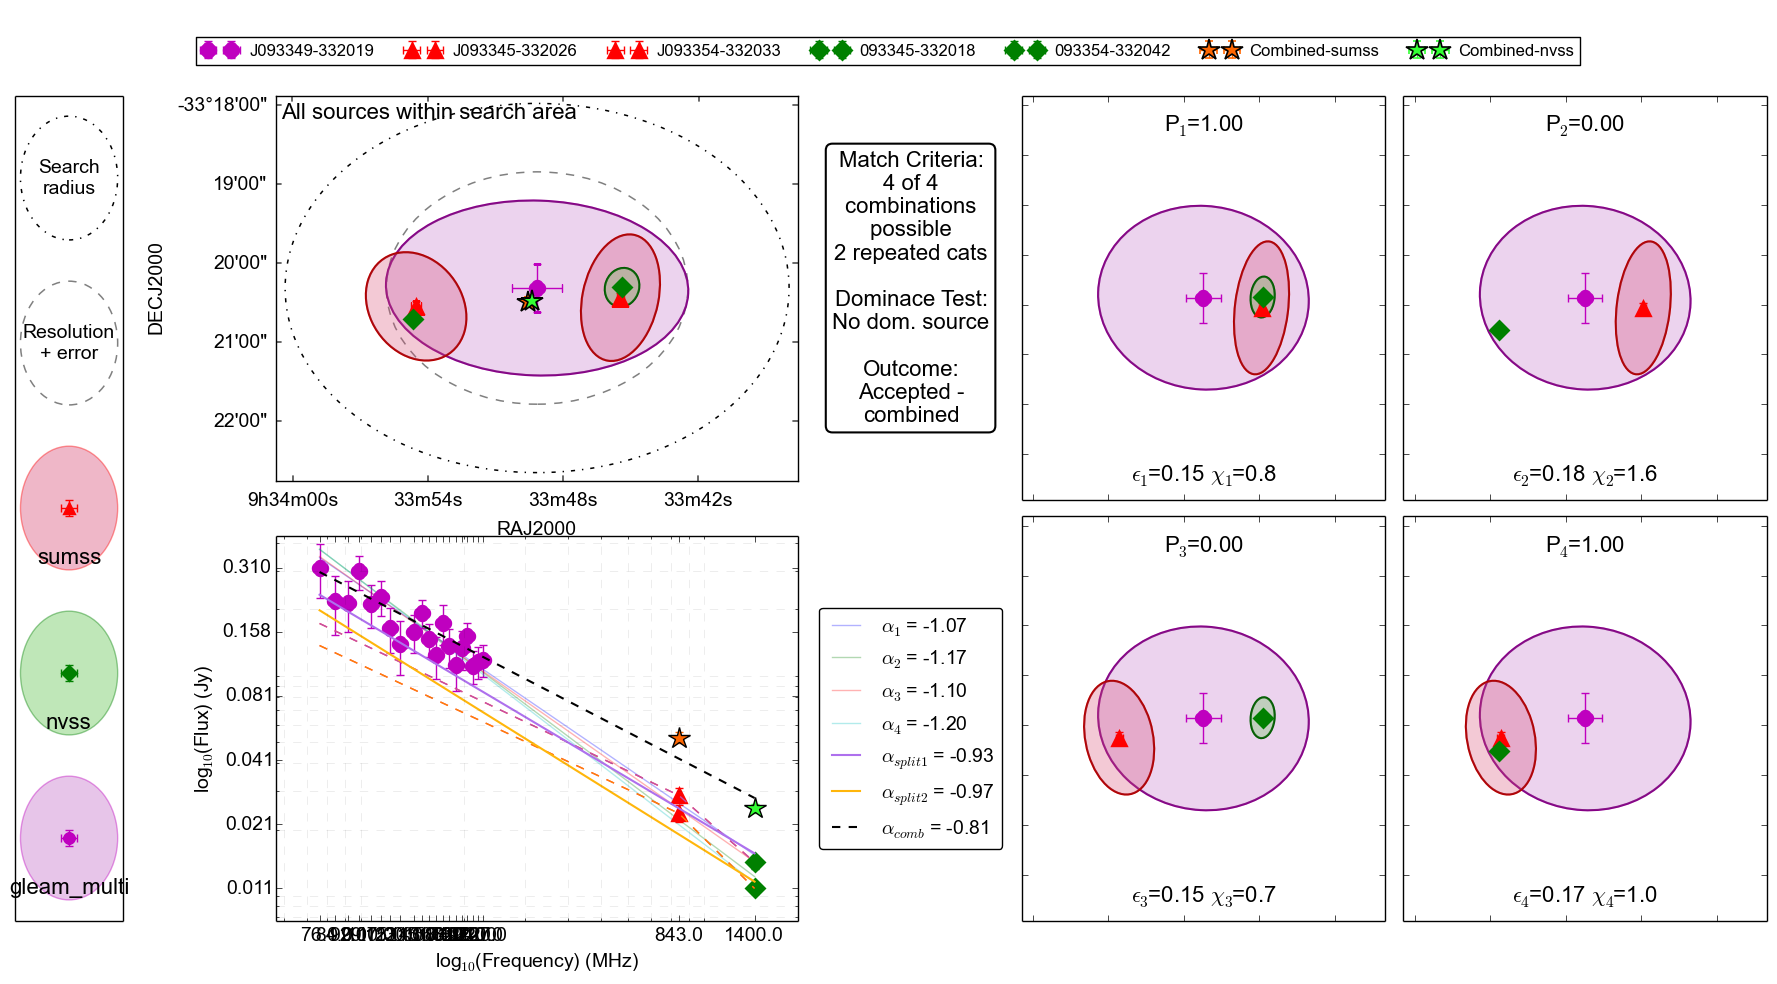 J093349-332019 J093345-332026 J093354-332033 093345-332018 093354-332042 Combined-sumss Combined-nvss
Search
radius
Resolution
+ error
sumss
nvss
gleam_multi
All sources within search area
-33°18'00"
19'00"
20'00"
21'00"
22'00"
DECJ2000
9h34m00s 33m54s 33m48s 33m42s
RAJ2000
Match Criteria:
4 of 4
combinations
possible
2 repeated cats
Dominace Test:
No dom. source
Outcome:
Accepted -
combined
P1=1.00
ϵ1=0.15 χ1=0.8
P2=0.00
ϵ2=0.18 χ2=1.6
P3=0.00
ϵ3=0.15 χ3=0.7
P4=1.00
ϵ4=0.17 χ4=1.0
0.310
0.158
0.081
0.041
0.021
0.011
log10(Flux) (Jy)
843.0 1400.0
log10(Frequency) (MHz)
α1 = -1.07
α2 = -1.17
α3 = -1.10
α4 = -1.20
αsplit1 = -0.93
αsplit2 = -0.97
αcomb = -0.81